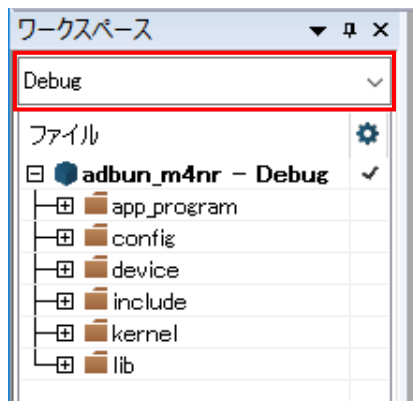 ワークスペース
Debug
ファイル
adbun_m4nr - Debug
app_program
config
device
include
kernel
lib